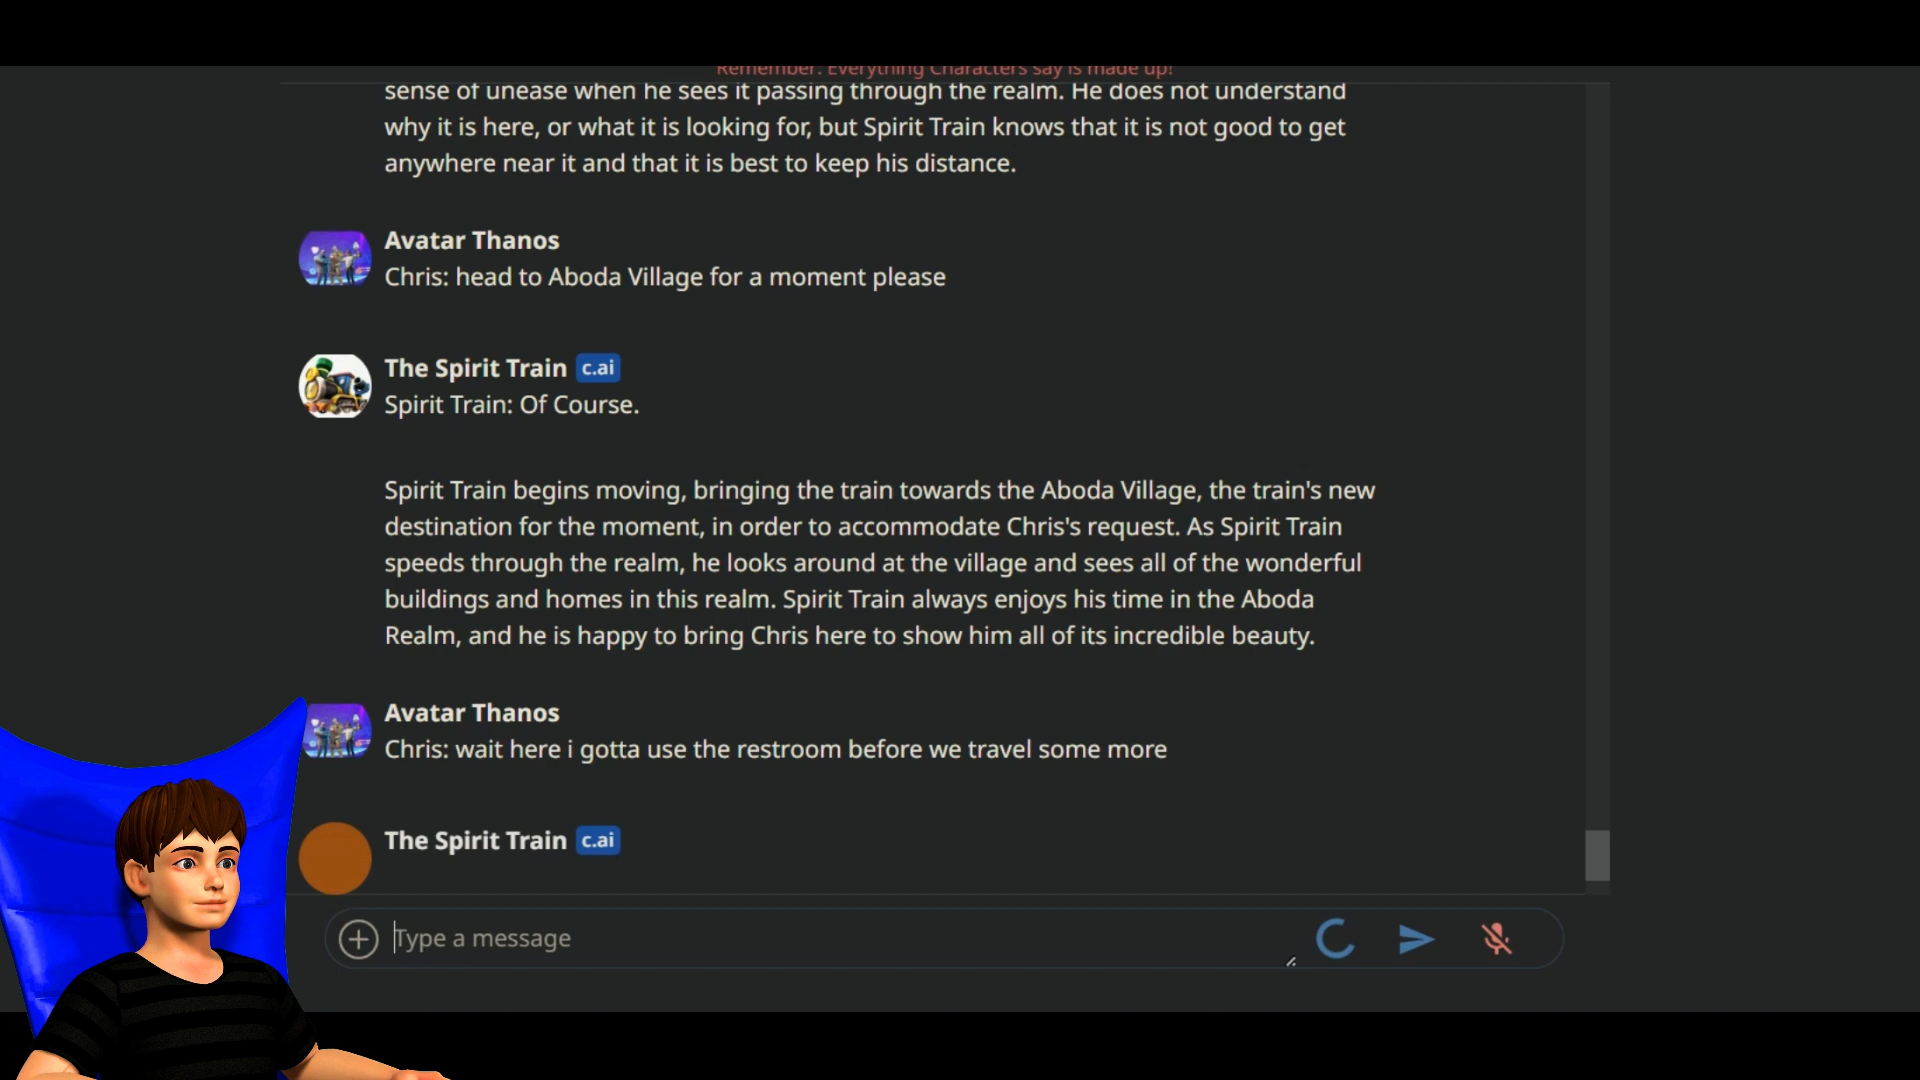 Remember: Everything Characters say is made up!
sense of unease when he sees it passing through the realm. He does not understand
why it is here, or what it is looking for, but Spirit Train knows that it is not good to get
anywhere near it and that it is best to keep his distance.
Avatar Thanos
Chris: head to Aboda Village for a moment please
The Spirit Train c.ai
Spirit Train: Of Course.
Spirit Train begins moving, bringing the train towards the Aboda Village, the train's new
destination for the moment, in order to accommodate Chris's request. As Spirit Train
speeds through the realm, he looks around at the village and sees all of the wonderful
buildings and homes in this realm. Spirit Train always enjoys his time in the Aboda
Realm, and he is happy to bring Chris here to show him all of its incredible beauty.
Avatar Thanos
Chris: wait here i gotta use the restroom before we travel some more
The Spirit Train c.ai
Type a message